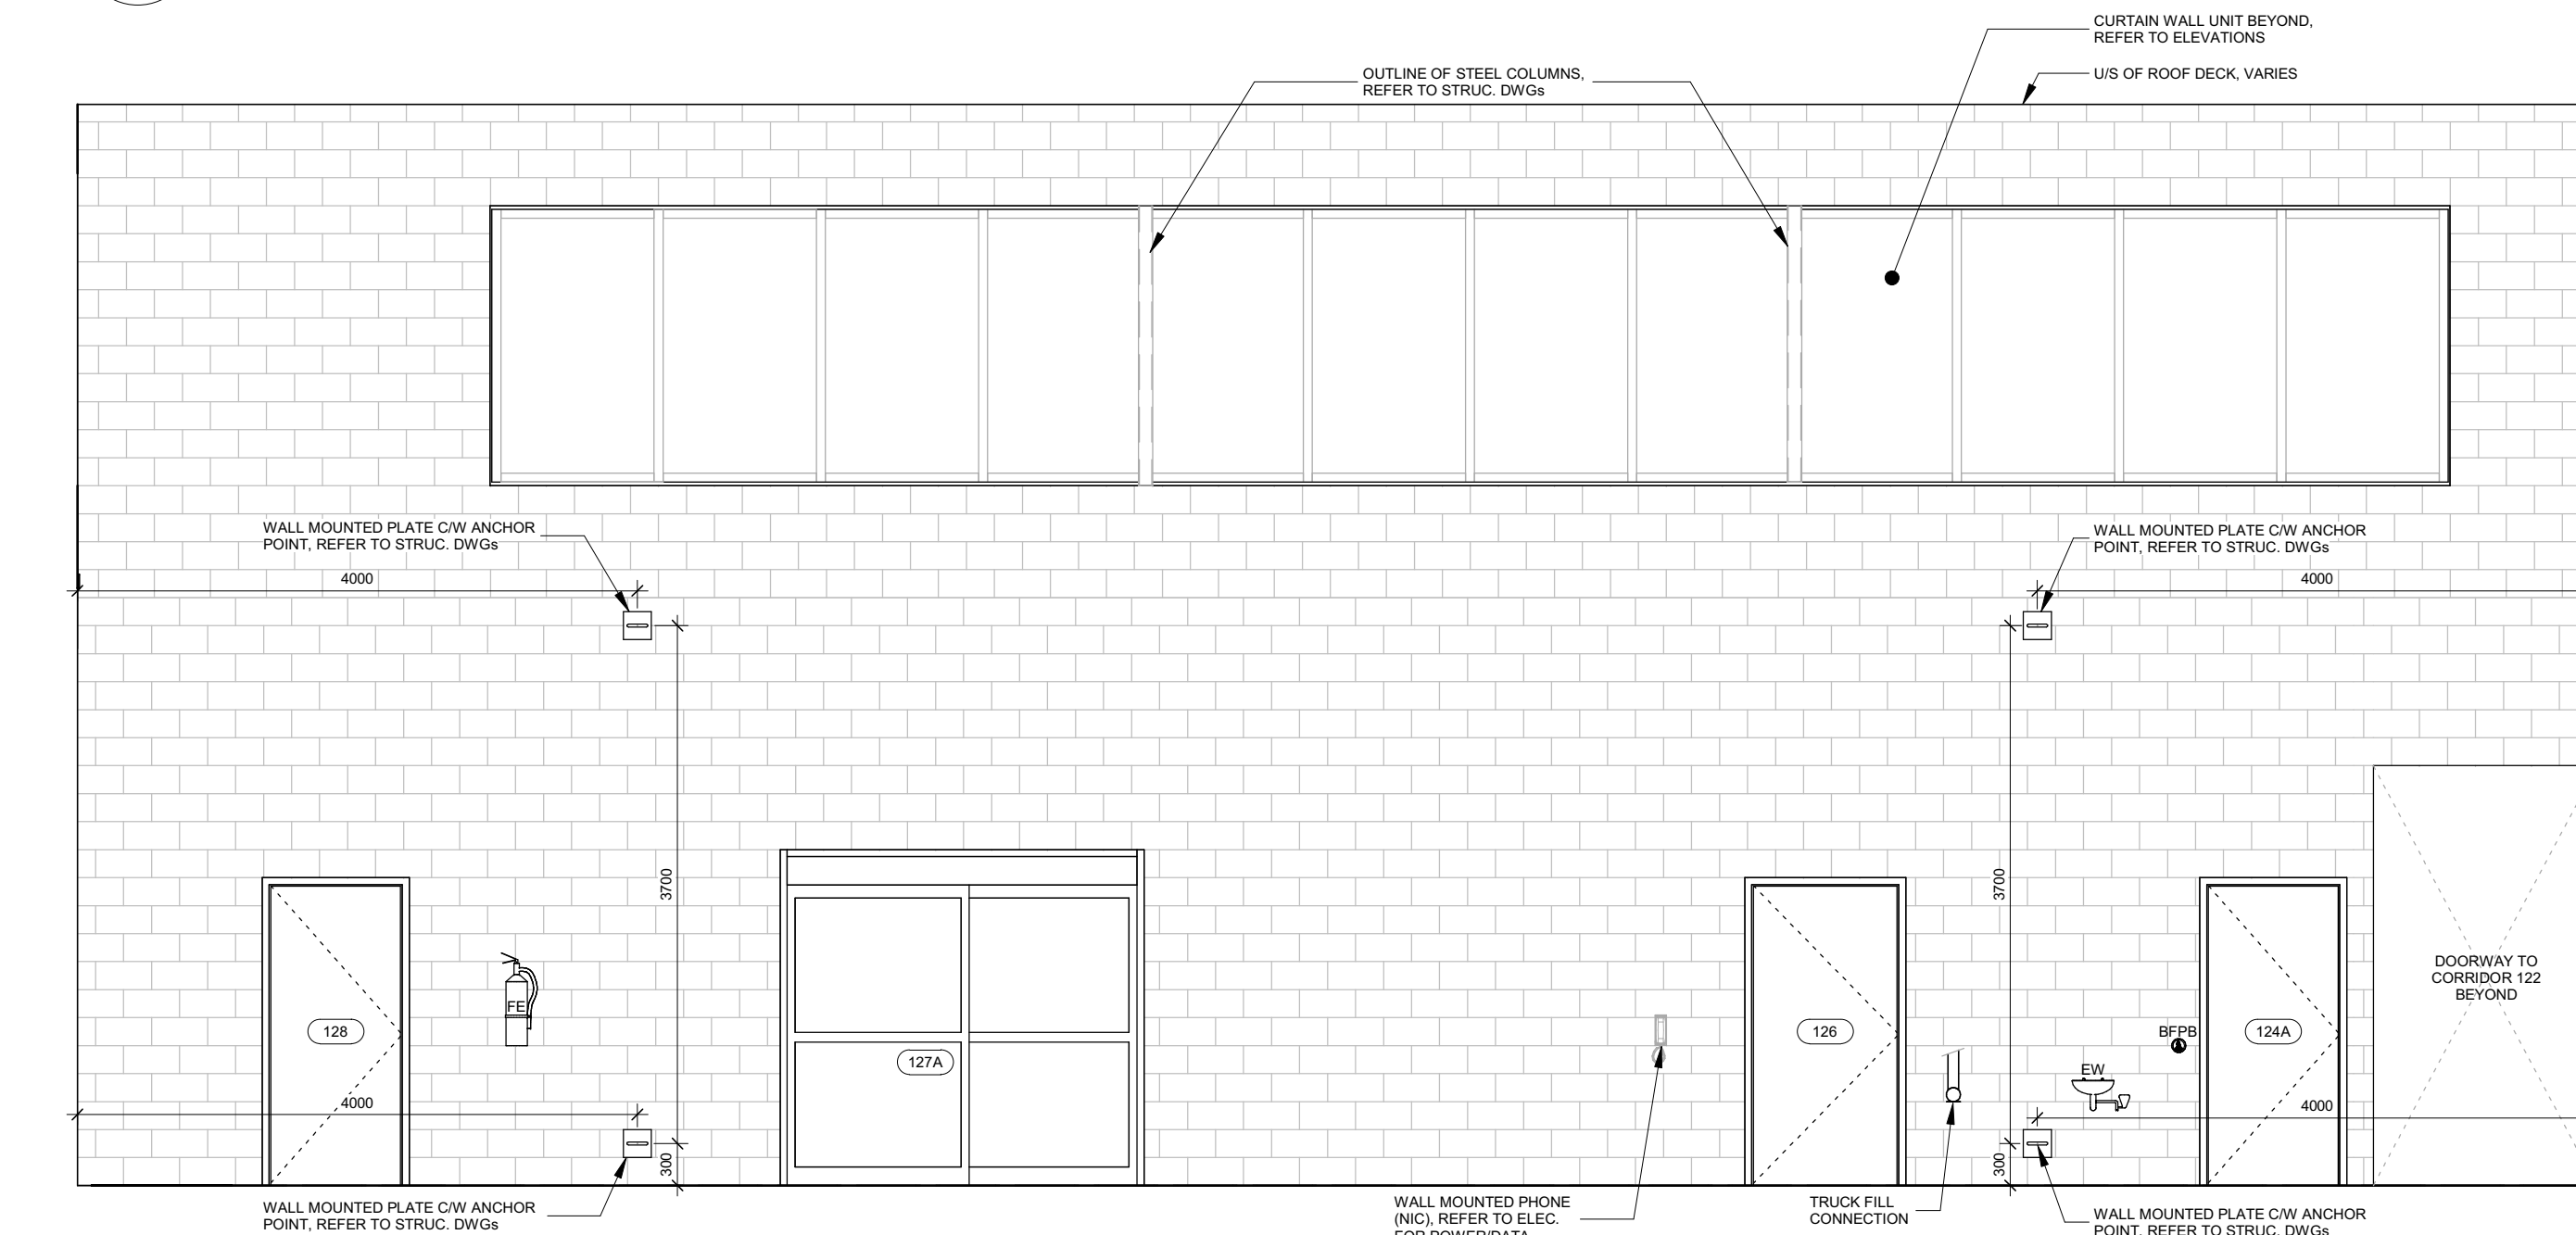 CURTAIN WALL UNIT BEYOND,
REFER TO ELEVATIONS
OUTLINE OF STEEL COLUMNS,
REFER TO STRUC. DWGs
U/S OF ROOF DECK, VARIES
WALL MOUNTED PLATE C/W ANCHOR
POINT, REFER TO STRUC. DWGs
WALL MOUNTED PLATE C/W ANCHOR
POINT, REFER TO STRUC. DWGs
4000
4000
3700
3700
DOORWAY TO
CORRIDOR 122
BEYOND
FE
128
127A
126
BFPB
124A
EW
4000
4000
300
300
WALL MOUNTED PLATE C/W ANCHOR
POINT, REFER TO STRUC. DWGs
WALL MOUNTED PHONE
(NIC), REFER TO ELEC.
FOR POWER/DATA
TRUCK FILL
CONNECTION
WALL MOUNTED PLATE C/W ANCHOR
POINT, REFER TO STRUC. DWGs